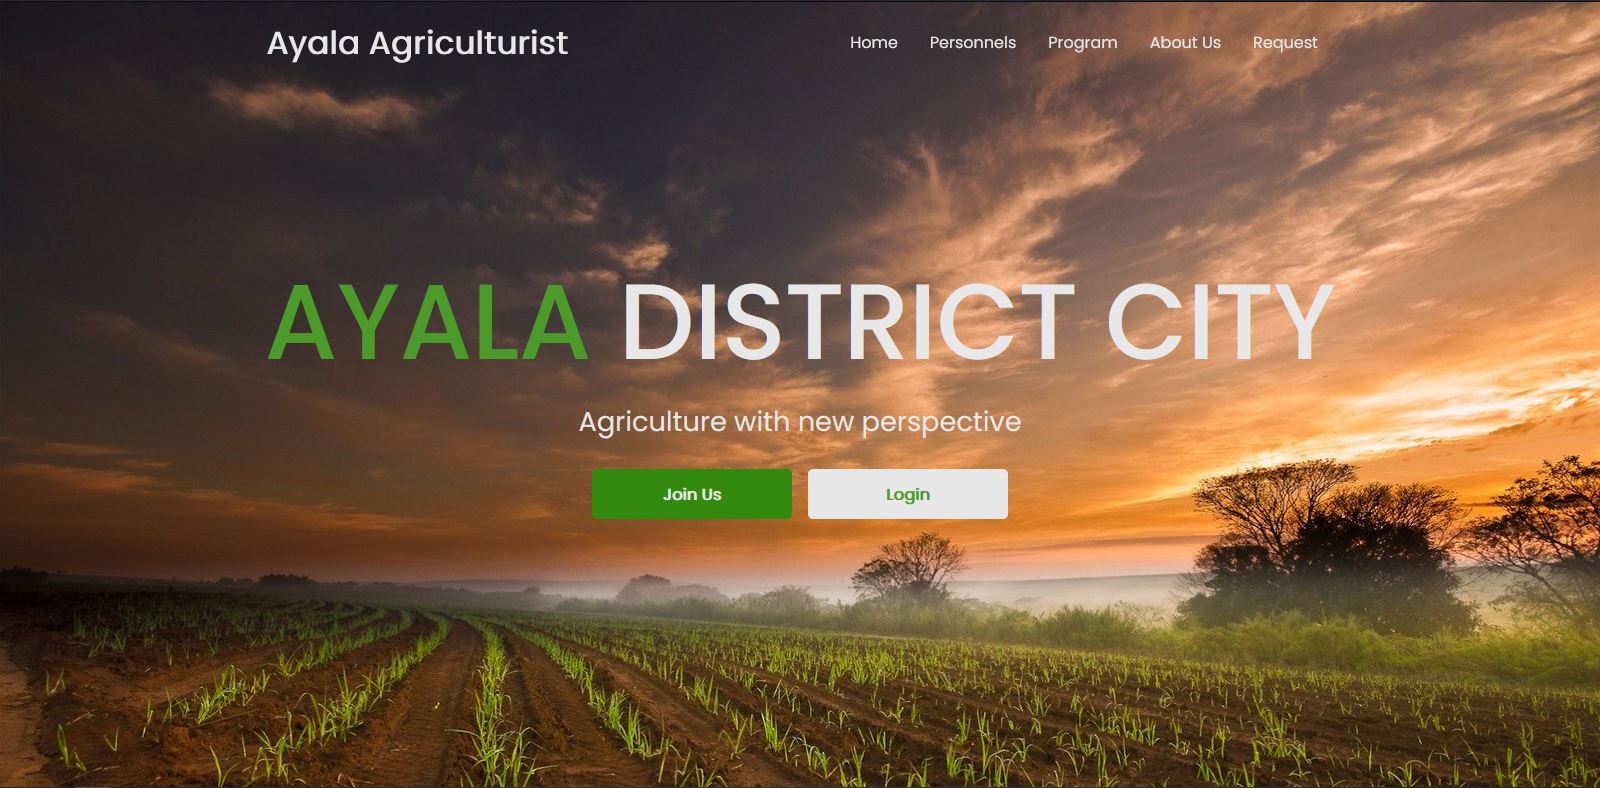 Ayala Agriculturist
Home Personnels Program About Us Request
AYALA DISTRICT CITY
Agriculture with new perspective
Join Us Login